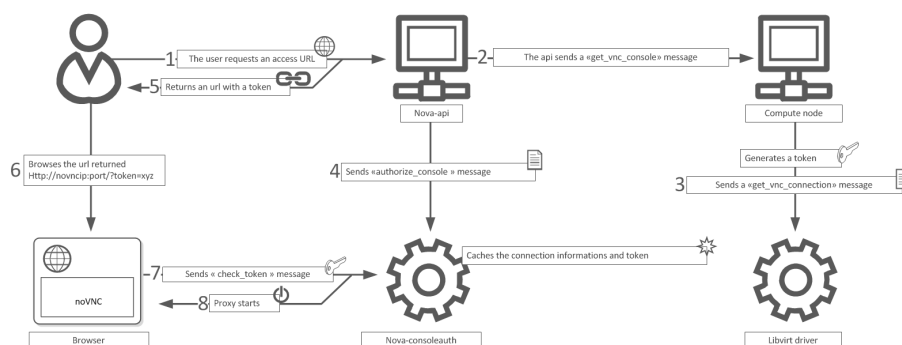 1
The user requests an access URL
2
The api sends a «get_vnc_console» message
5
Returns an url with a token
Nova-api
Compute node
6
Browses the url returned
Http://novncip:port/?token=xyz
4
Sends «authorize_console » message
Generates a token
3
Sends a «get_vnc_connection» message
7
Sends « check_token » message
Caches the connection informations and token
noVNC
8
Proxy starts
Browser
Nova-consoleauth
Libvirt driver